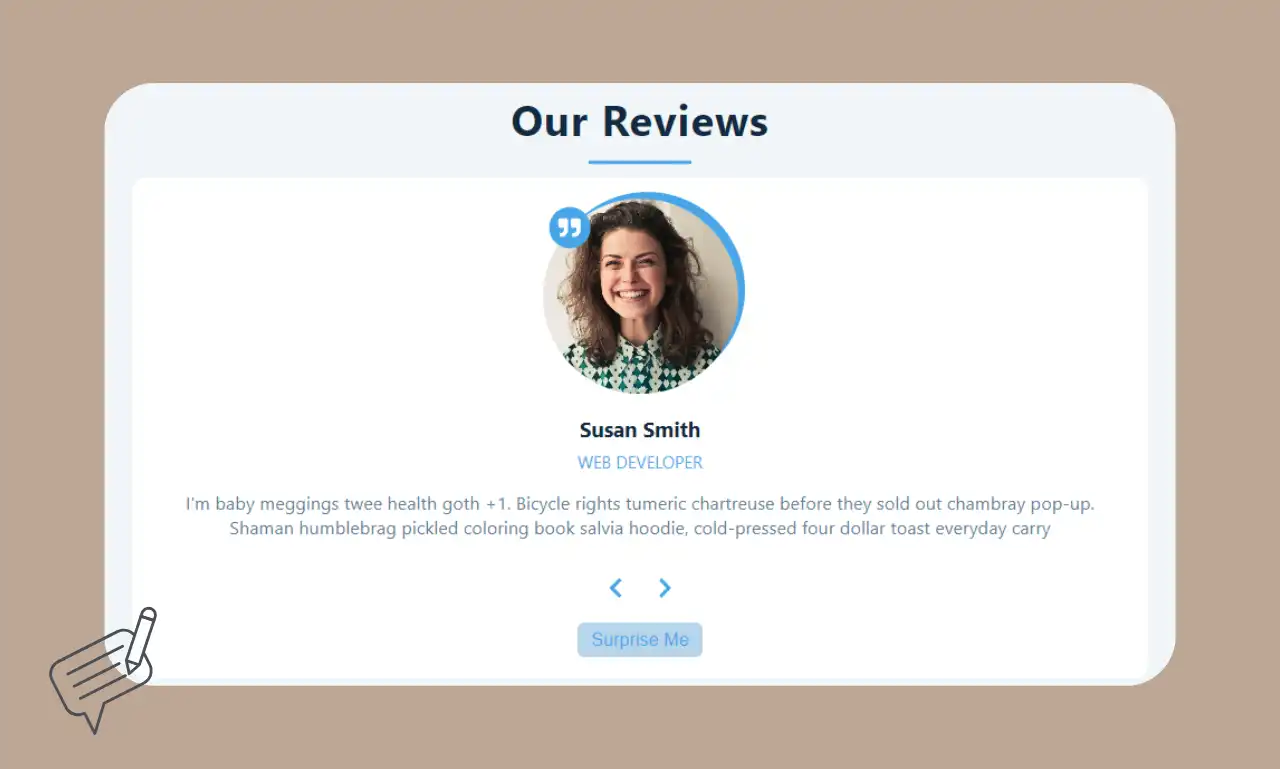 Our Reviews
Susan Smith
WEB DEVELOPER
I'm baby meggings twee health goth +1. Bicycle rights tumeric chartreuse before they sold out chambray pop-up.
Shaman humblebrag pickled coloring book salvia hoodie, cold-pressed four dollar toast everyday carry
Surprise Me